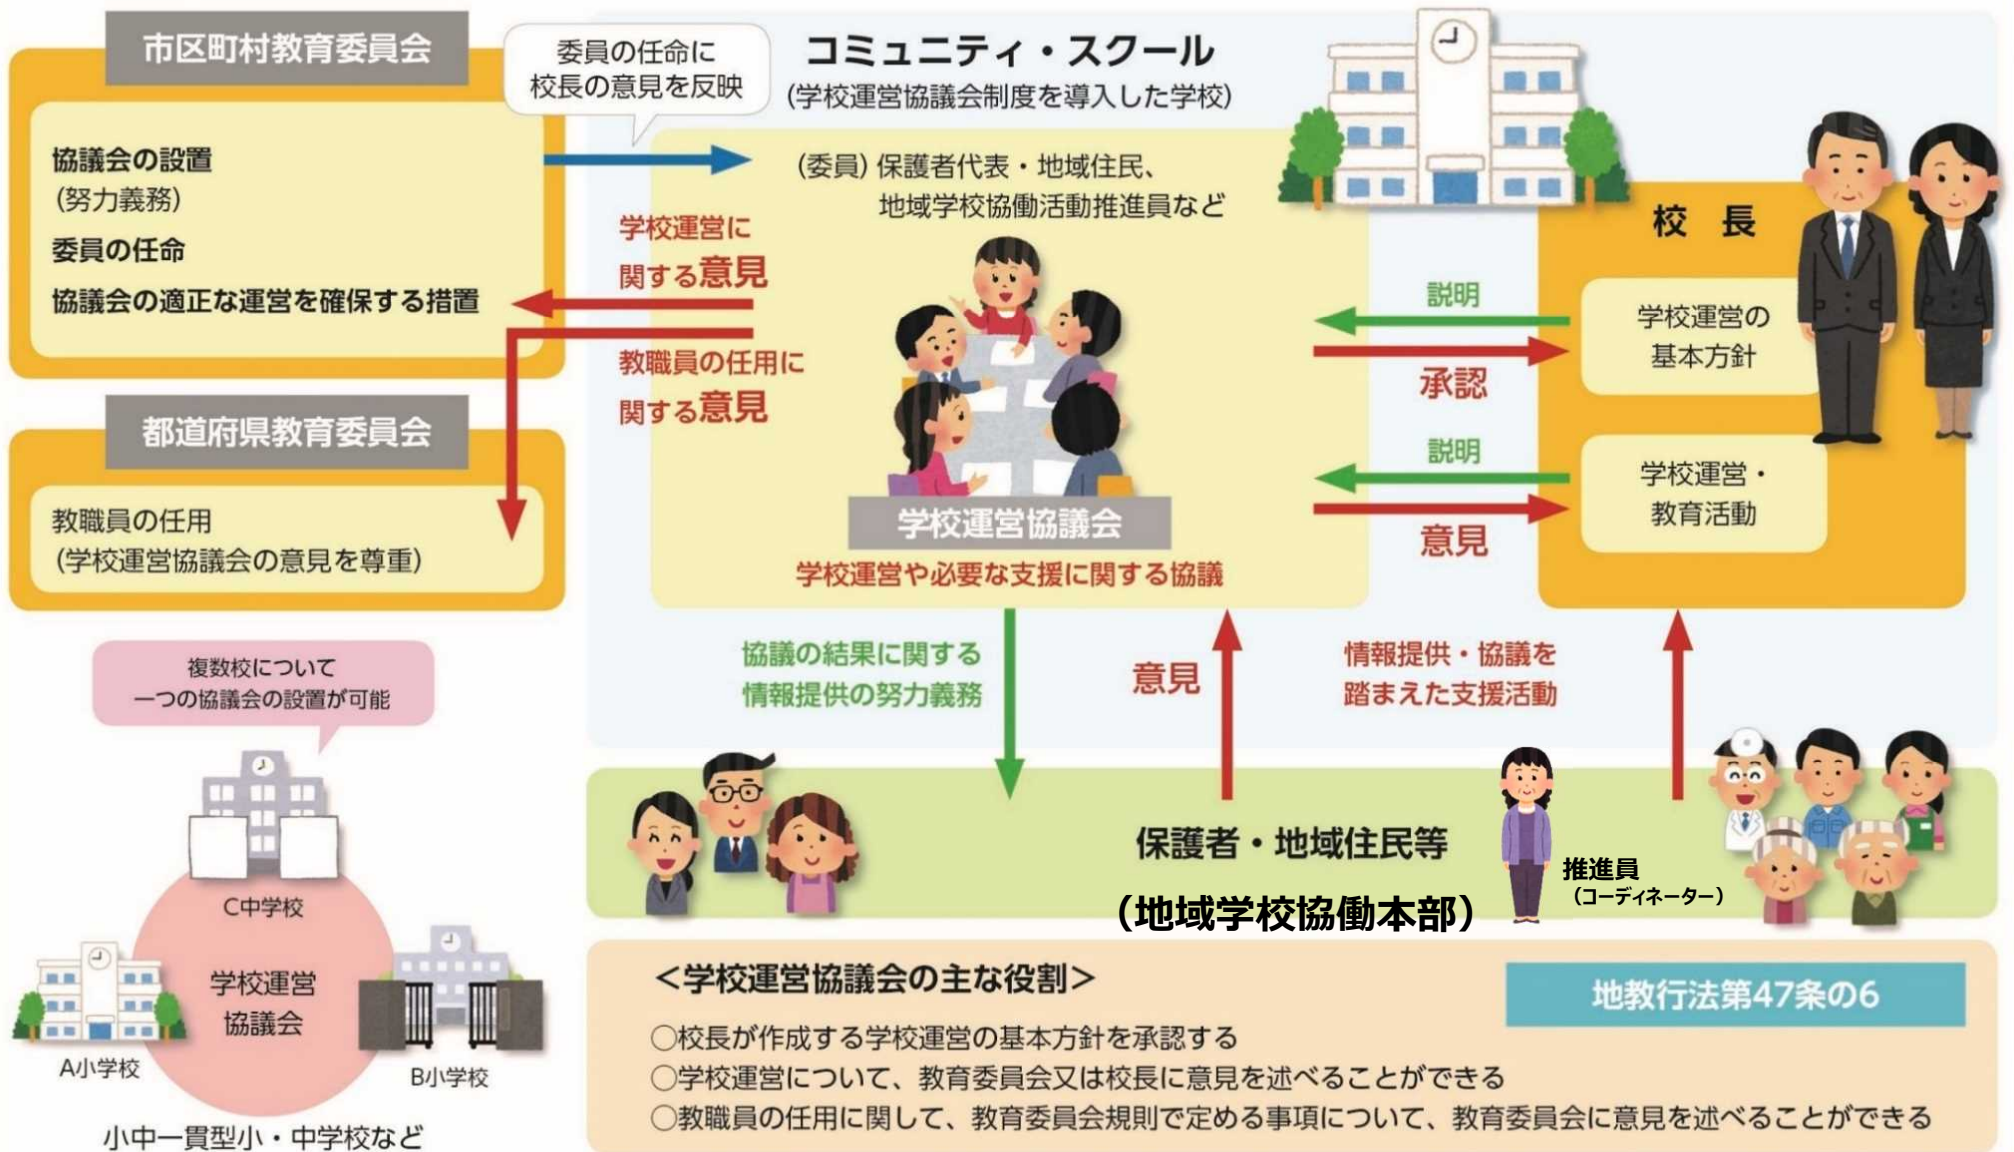 市区町村教育委員会
協議会の設置
(努力義務)
委員の任命
協議会の適正な運営を確保する措置
委員の任命に
校長の意見を反映
コミュニティ・スクール
(学校運営協議会制度を導入した学校)
(委員) 保護者代表・地域住民、
地域学校協働活動推進員など
学校運営に
関する意見
教職員の任用に
関する意見
都道府県教育委員会
教職員の任用
(学校運営協議会の意見を尊重)
学校運営協議会
学校運営や必要な支援に関する協議
校 長
説明
承認
学校運営の
基本方針
説明
意見
学校運営・
教育活動
協議の結果に関する
情報提供の努力義務
意見
情報提供・協議を
踏まえた支援活動
保護者・地域住民等
(地域学校協働本部)
推進員
(コーディネーター)
複数校について
一つの協議会の設置が可能
C中学校
学校運営
協議会
A小学校
B小学校
小中一貫型小・中学校など
<学校運営協議会の主な役割>
地教行法第47条の6
○校長が作成する学校運営の基本方針を承認する
○学校運営について、教育委員会又は校長に意見を述べることができる
○教職員の任用に関して、教育委員会規則で定める事項について、教育委員会に意見を述べることができる